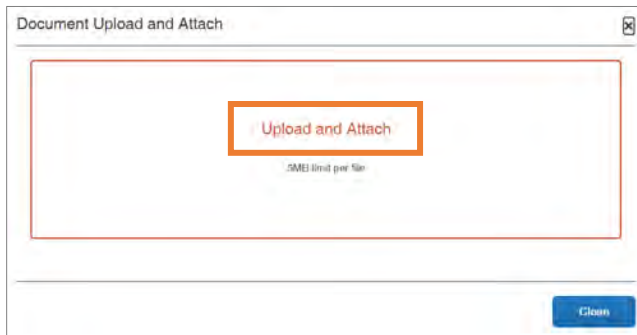 Document Upload and Attach
Upload and Attach
5MB limit per file
Close